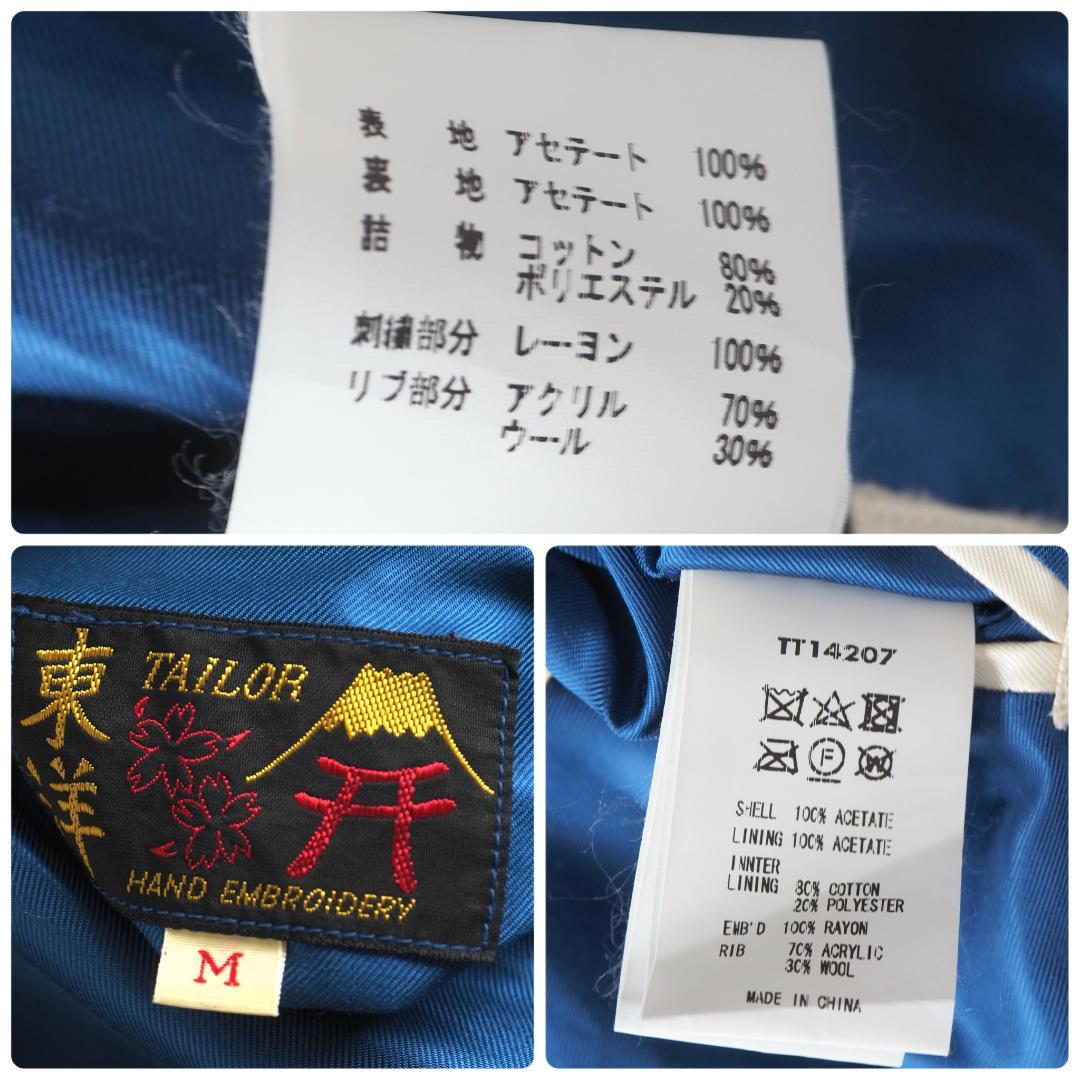 表地 アセテート 100%
裏地 アセテート 100%
詰物 コットン 80%
ポリエステル 20%
刺繍部分 レーヨン 100%
リブ部分 アクリル 70%
ウール 30%
東洋
TAILOR
HAND EMBROIDERY
M
TT14207
F
W
SHELL 100% ACETATE
LINING 100% ACETATE
INNTER
LINING 80% COTTON
20% POLYESTER
EMB'D 100% RAYON
RIB 70% ACRYLIC
30% WOOL
MADE IN CHINA